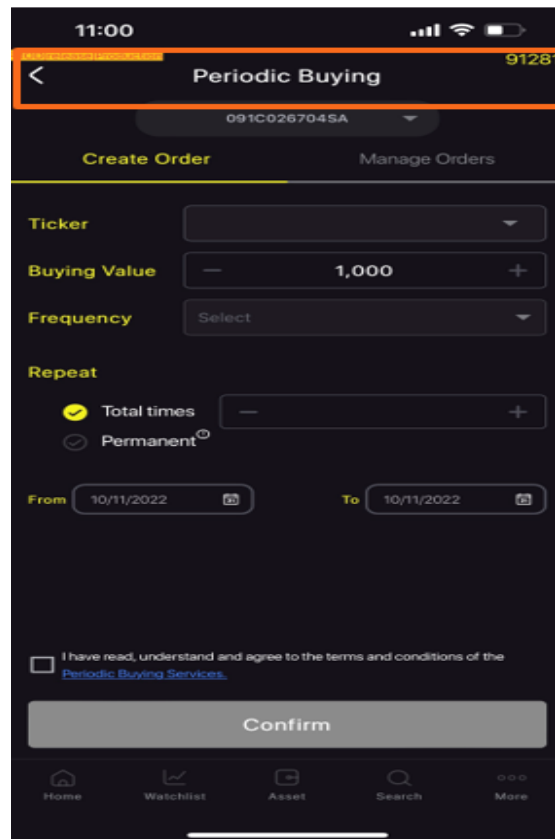 11:00
91281
Periodic Buying
091C026704SA
Create Order Manage Orders
Ticker
Buying Value — 1,000 +
Frequency Select
Repeat
Total times — +
Permanent
From 10/11/2022 To 10/11/2022
I have read, understand and agree to the terms and conditions of the
Periodic Buying Services.
Confirm
Home Watchlist Asset Search More